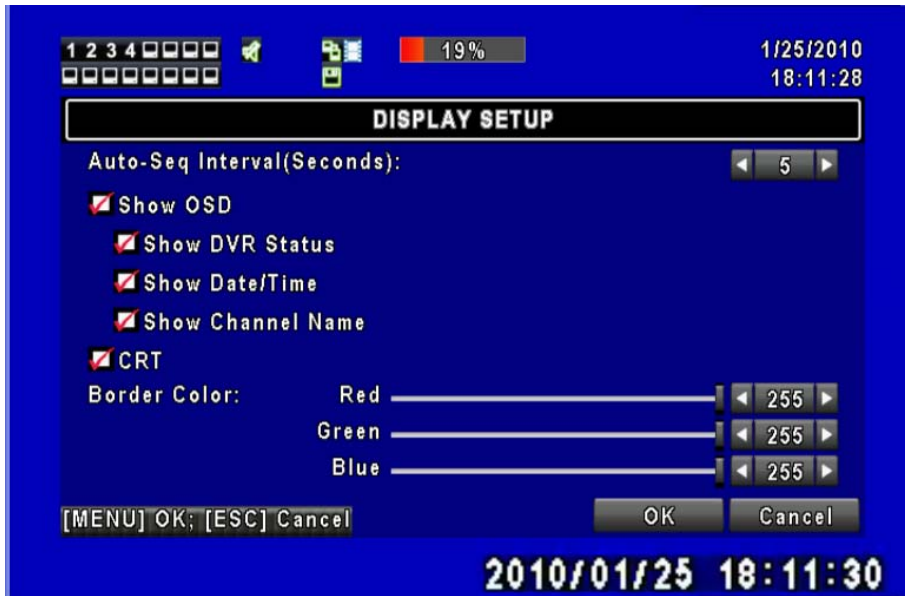 1 2 3 4
19%
1/25/2010
18:11:28
DISPLAY SETUP
Auto-Seq Interval(Seconds): 5
Show OSD
Show DVR Status
Show Date/Time
Show Channel Name
CRT
Border Color: Red 255
Green 255
Blue 255
[MENU] OK; [ESC] Cancel OK Cancel
2010/01/25 18:11:30